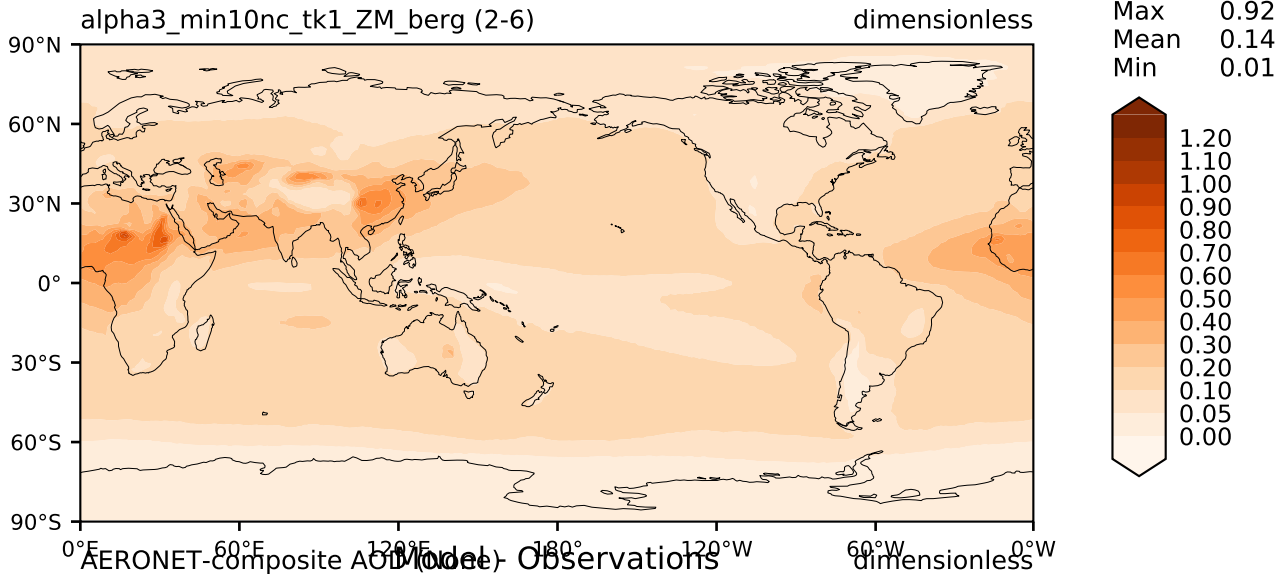 alpha3_min10nc_tk1_ZM_berg (2-6) dimensionless
Max 0.92
Mean 0.14
Min 0.01
90°N
60°N
30°N
0°
30°S
60°S
90°S
0°E 60°E 120°E 180° 120°W 60°W 0°W
1.20
1.10
1.00
0.90
0.80
0.70
0.60
0.50
0.40
0.30
0.20
0.10
0.05
0.00
AERONET-composite AOD (None) dimensionless
Model - Observations